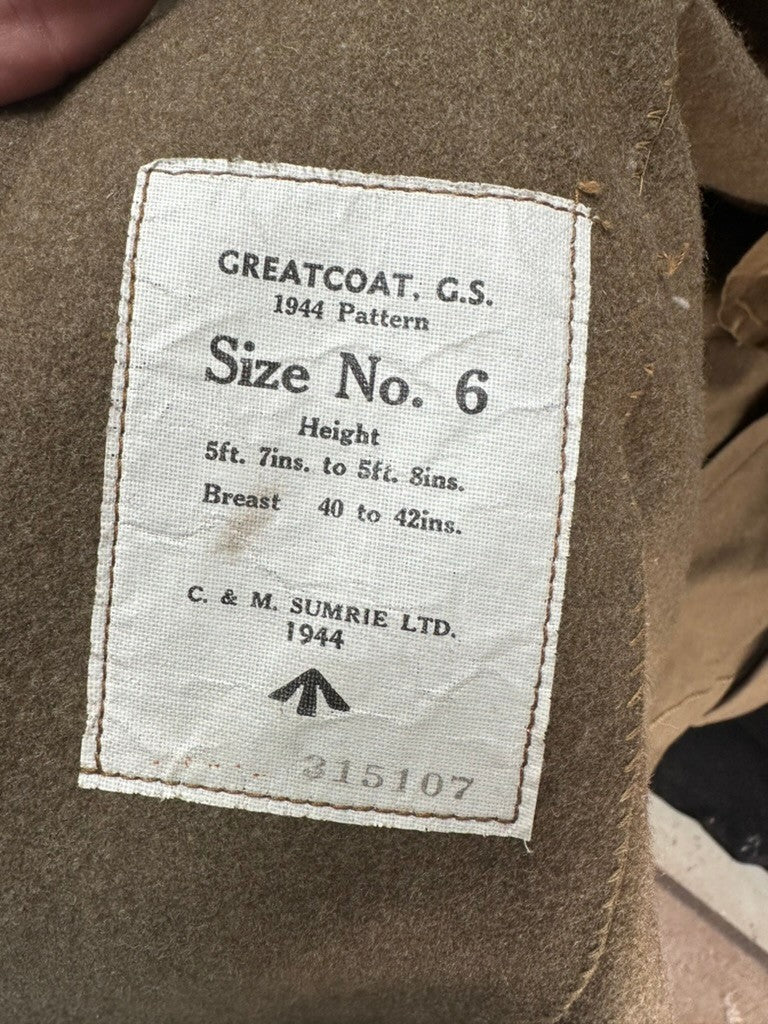 GREATCOAT, G.S.
1944 Pattern
Size No. 6
Height
5ft. 7ins. to 5ft. 8ins.
Breast 40 to 42ins.
C. & M. SUMRIE LTD.
1944
315107